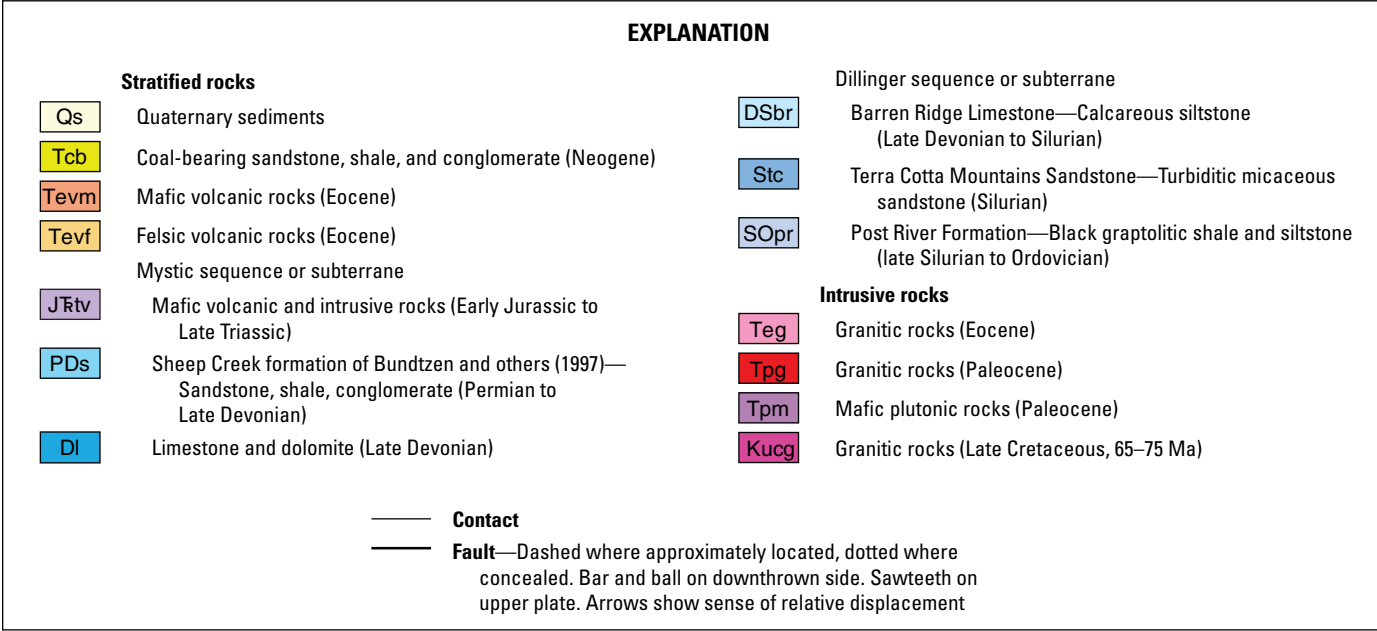 EXPLANATION
Stratified rocks
Qs Quaternary sediments
Tcb Coal-bearing sandstone, shale, and conglomerate (Neogene)
Tevm Mafic volcanic rocks (Eocene)
Tevf Felsic volcanic rocks (Eocene)
Mystic sequence or subterrane
JTRtv Mafic volcanic and intrusive rocks (Early Jurassic to
Late Triassic)
PDs Sheep Creek formation of Bundtzen and others (1997)—
Sandstone, shale, conglomerate (Permian to
Late Devonian)
Dl Limestone and dolomite (Late Devonian)
Dillinger sequence or subterrane
DSbr Barren Ridge Limestone—Calcareous siltstone
(Late Devonian to Silurian)
Stc Terra Cotta Mountains Sandstone—Turbiditic micaceous
sandstone (Silurian)
SOpr Post River Formation—Black graptolitic shale and siltstone
(late Silurian to Ordovician)
Intrusive rocks
Teg Granitic rocks (Eocene)
Tpg Granitic rocks (Paleocene)
Tpm Mafic plutonic rocks (Paleocene)
Kucg Granitic rocks (Late Cretaceous, 65–75 Ma)
Contact
Fault—Dashed where approximately located, dotted where
concealed. Bar and ball on downthrown side. Sawteeth on
upper plate. Arrows show sense of relative displacement